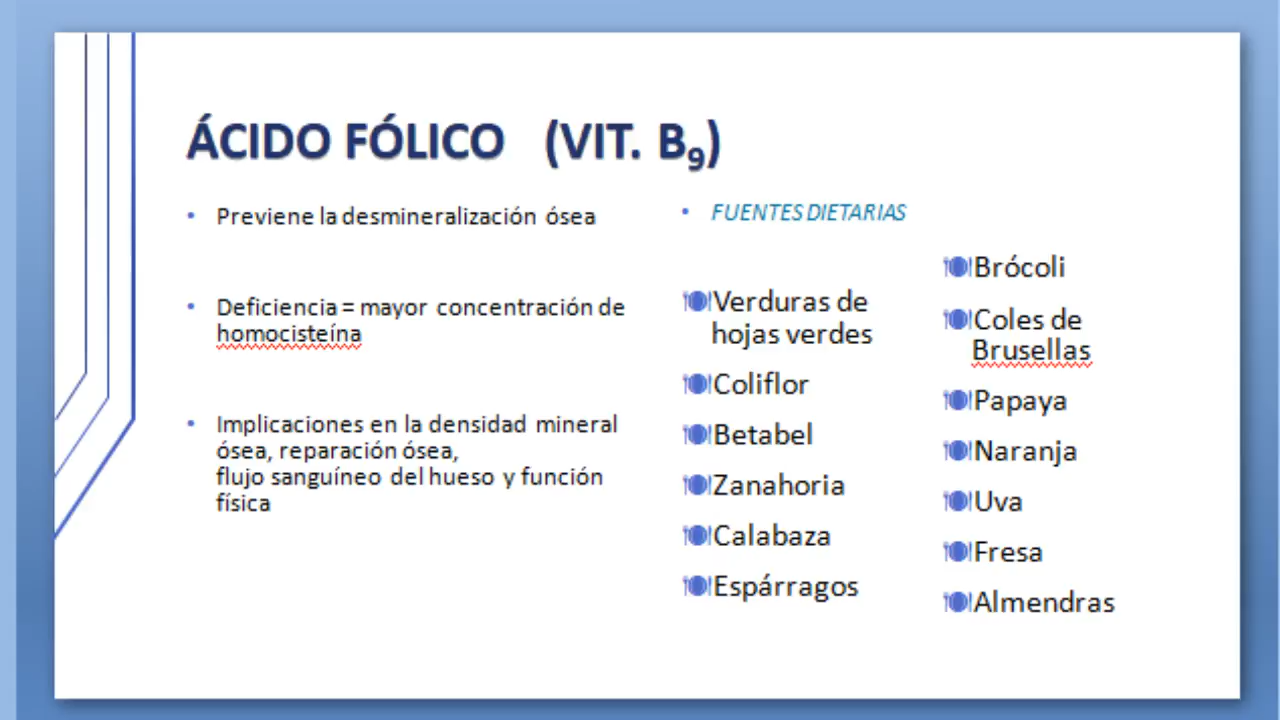 ÁCIDO FÓLICO (VIT. B₉)
• Previene la desmineralización ósea
• Deficiencia = mayor concentración de
homocisteína
• Implicaciones en la densidad mineral
ósea, reparación ósea,
flujo sanguíneo del hueso y función
física
• FUENTES DIETARIAS
Verduras de
hojas verdes
Coliflor
Betabel
Zanahoria
Calabaza
Espárragos
Brócoli
Coles de
Brusellas
Papaya
Naranja
Uva
Fresa
Almendras